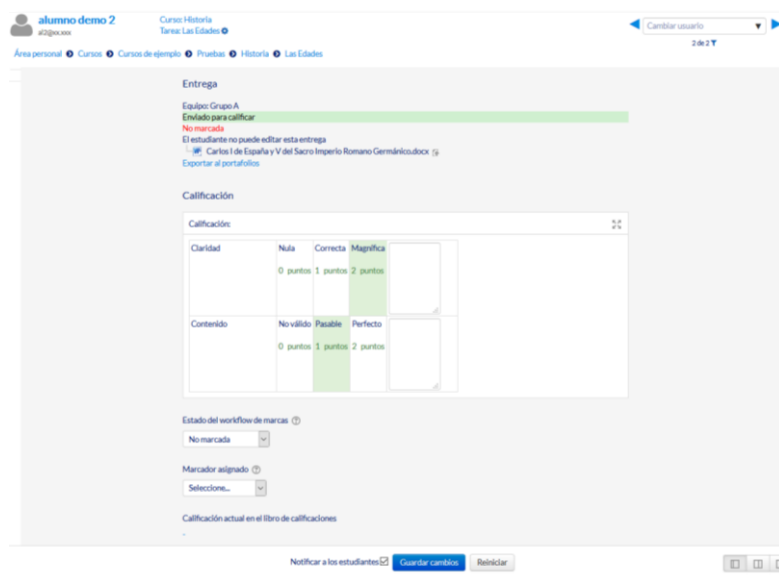 alumno demo 2
Curso: Historia
Tarea: Las Edades
Cambiar usuario
2 de 2
Área personal Cursos Cursos de ejemplo Pruebas Historia Las Edades
Entrega
Equipo: Grupo A
Enviado para calificar
No marcada
El estudiante no puede editar esta entrega
Carlos I de España y V del Sacro Imperio Romano Germánico.docx
Exportar al portafolios
Calificación
Calificación:
Claridad Nula Correcta Magnífica
0 puntos 1 puntos 2 puntos
Contenido No válido Pasable Perfecto
0 puntos 1 puntos 2 puntos
Estado del workflow de marcas
No marcada
Marcador asignado
Seleccione...
Calificación actual en el libro de calificaciones
-
Notificar a los estudiantes Guardar cambios Reiniciar